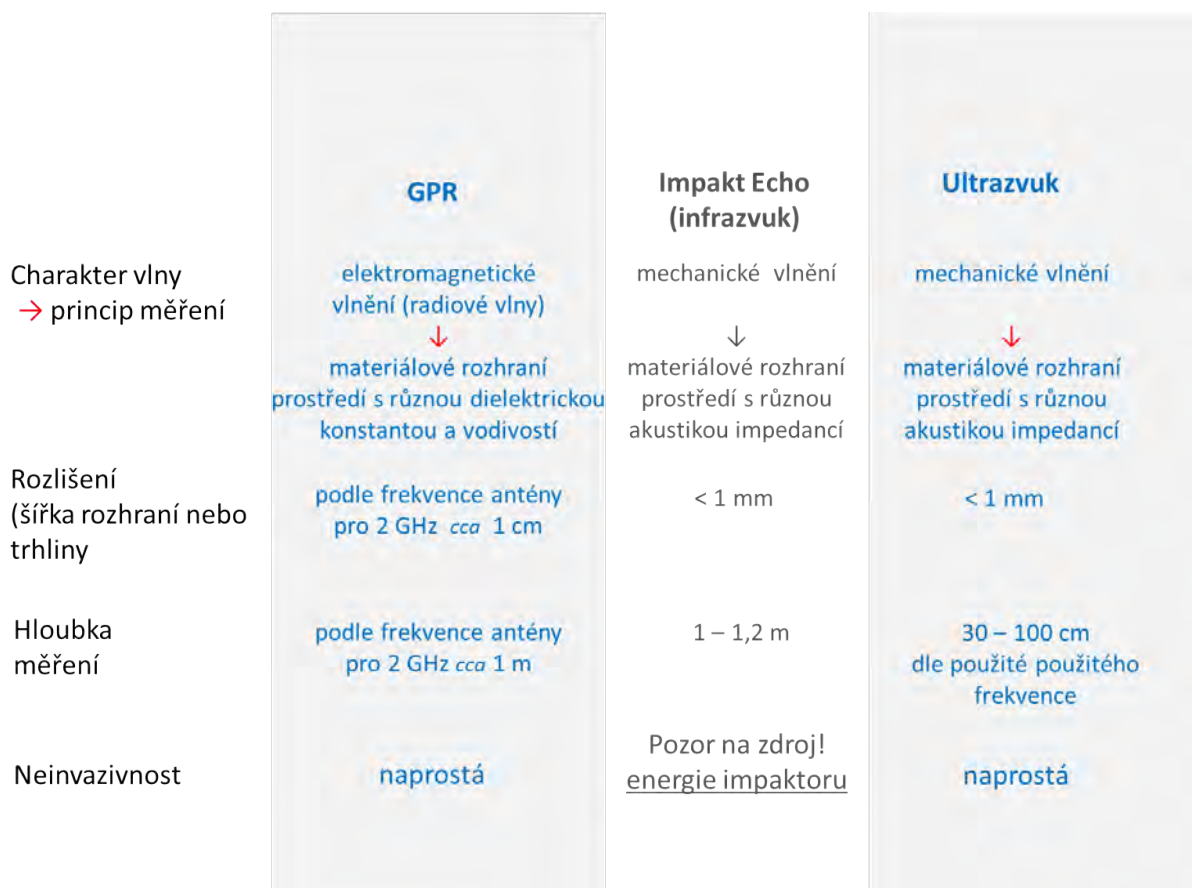 GPR
Impakt Echo
(infrazvuk)
Ultrazvuk
Charakter vlny
→ princip měření
elektromagnetické
vlnění (radiové vlny)
↓
materiálové rozhraní
prostředí s různou dielektrickou
konstantou a vodivostí
mechanické vlnění
↓
materiálové rozhraní
prostředí s různou
akustikou impedancí
mechanické vlnění
↓
materiálové rozhraní
prostředí s různou
akustikou impedancí
Rozlišení
(šířka rozhraní nebo
trhliny
podle frekvence antény
pro 2 GHz cca 1 cm
< 1 mm
< 1 mm
Hloubka
měření
podle frekvence antény
pro 2 GHz cca 1 m
1 – 1,2 m
30 – 100 cm
dle použité použitého
frekvence
Neinvazivnost
naprostá
Pozor na zdroj!
energie impaktoru
naprostá